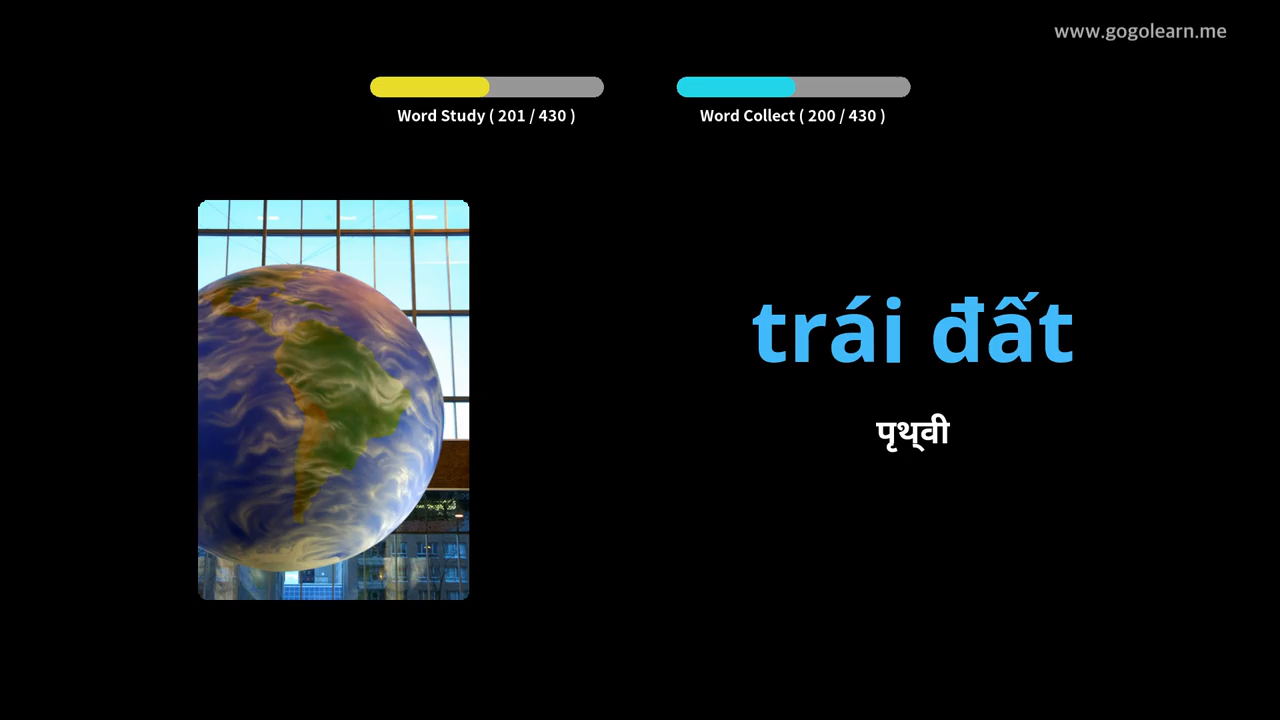 www.gogolearn.me
Word Study ( 201 / 430 )
Word Collect ( 200 / 430 )
trái đất
पृथ्वी